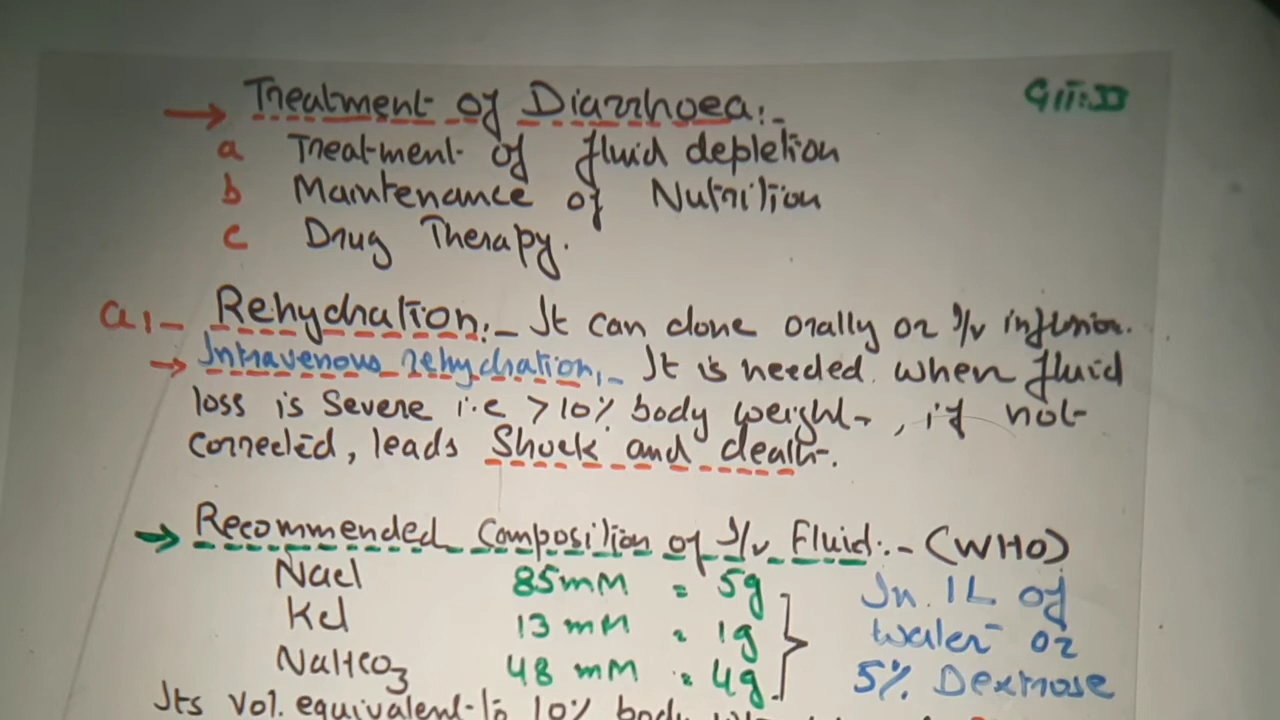 Treatment of Diarrhoea:-
GIT:
a Treatment of fluid depletion
b Maintenance of Nutrition
c Drug Therapy.
a,- Rehydration:- It can done orally or I/v infusion.
Intravenous rehydration,- It is needed when fluid
loss is severe i.e >10% body weight, if not
corrected, leads Shock and death.
Recommended Composition of I/v Fluid:- (WHO)
Nacl 85mM = 5g
Kcl 13 mM = 1g
NaHCO3 48 mM = 4g
In 1L of
water or
5% Dextrose
Its vol. equivalent to 10% body